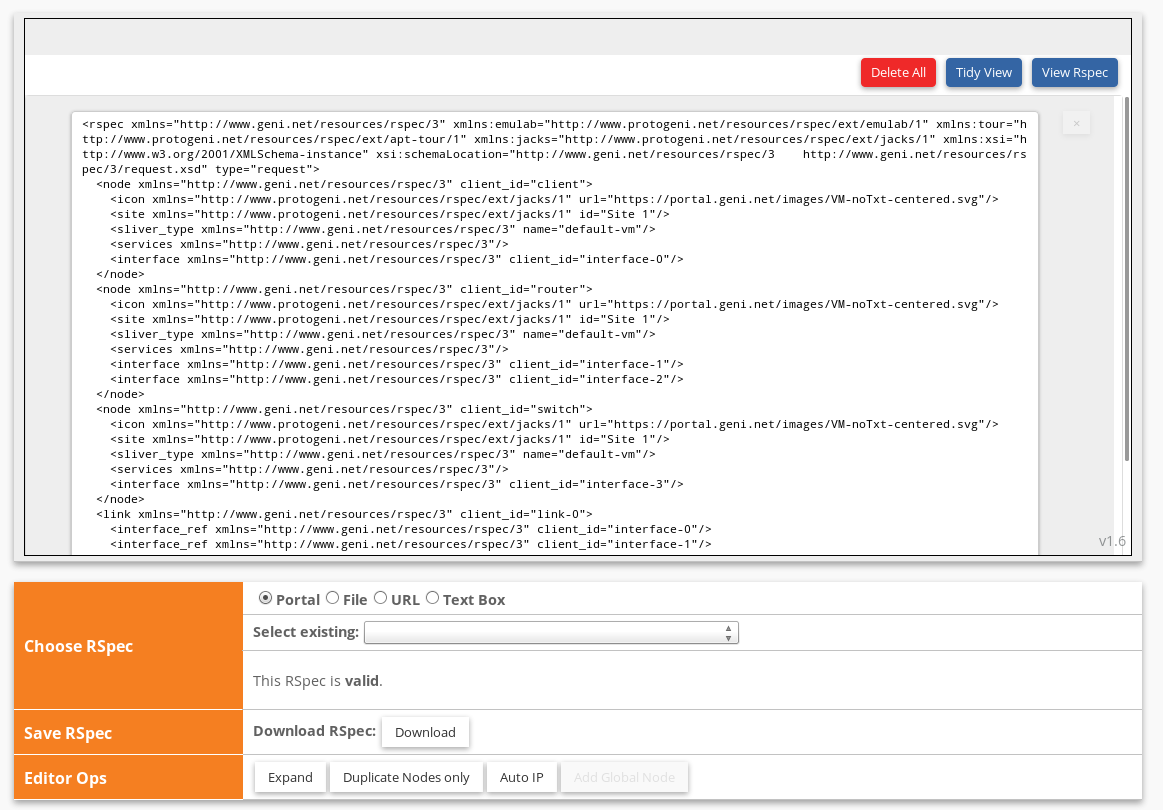 Delete All Tidy View View Rspec
×
<rspec xmlns="http://www.geni.net/resources/rspec/3" xmlns:emulab="http://www.protogeni.net/resources/rspec/ext/emulab/1" xmlns:tour="h
ttp://www.protogeni.net/resources/rspec/ext/apt-tour/1" xmlns:jacks="http://www.protogeni.net/resources/rspec/ext/jacks/1" xmlns:xsi="h
ttp://www.w3.org/2001/XMLSchema-instance" xsi:schemaLocation="http://www.geni.net/resources/rspec/3    http://www.geni.net/resources/rs
pec/3/request.xsd" type="request">
  <node xmlns="http://www.geni.net/resources/rspec/3" client_id="client">
    <icon xmlns="http://www.protogeni.net/resources/rspec/ext/jacks/1" url="https://portal.geni.net/images/VM-noTxt-centered.svg"/>
    <site xmlns="http://www.protogeni.net/resources/rspec/ext/jacks/1" id="Site 1"/>
    <sliver_type xmlns="http://www.geni.net/resources/rspec/3" name="default-vm"/>
    <services xmlns="http://www.geni.net/resources/rspec/3"/>
    <interface xmlns="http://www.geni.net/resources/rspec/3" client_id="interface-0"/>
  </node>
  <node xmlns="http://www.geni.net/resources/rspec/3" client_id="router">
    <icon xmlns="http://www.protogeni.net/resources/rspec/ext/jacks/1" url="https://portal.geni.net/images/VM-noTxt-centered.svg"/>
    <site xmlns="http://www.protogeni.net/resources/rspec/ext/jacks/1" id="Site 1"/>
    <sliver_type xmlns="http://www.geni.net/resources/rspec/3" name="default-vm"/>
    <services xmlns="http://www.geni.net/resources/rspec/3"/>
    <interface xmlns="http://www.geni.net/resources/rspec/3" client_id="interface-1"/>
    <interface xmlns="http://www.geni.net/resources/rspec/3" client_id="interface-2"/>
  </node>
  <node xmlns="http://www.geni.net/resources/rspec/3" client_id="switch">
    <icon xmlns="http://www.protogeni.net/resources/rspec/ext/jacks/1" url="https://portal.geni.net/images/VM-noTxt-centered.svg"/>
    <site xmlns="http://www.protogeni.net/resources/rspec/ext/jacks/1" id="Site 1"/>
    <sliver_type xmlns="http://www.geni.net/resources/rspec/3" name="default-vm"/>
    <services xmlns="http://www.geni.net/resources/rspec/3"/>
    <interface xmlns="http://www.geni.net/resources/rspec/3" client_id="interface-3"/>
  </node>
  <link xmlns="http://www.geni.net/resources/rspec/3" client_id="link-0">
    <interface_ref xmlns="http://www.geni.net/resources/rspec/3" client_id="interface-0"/>
    <interface_ref xmlns="http://www.geni.net/resources/rspec/3" client_id="interface-1"/>
v1.6
Choose RSpec
Portal File URL Text Box
Select existing:
This RSpec is valid.
Save RSpec
Download RSpec: Download
Editor Ops
Expand Duplicate Nodes only Auto IP Add Global Node